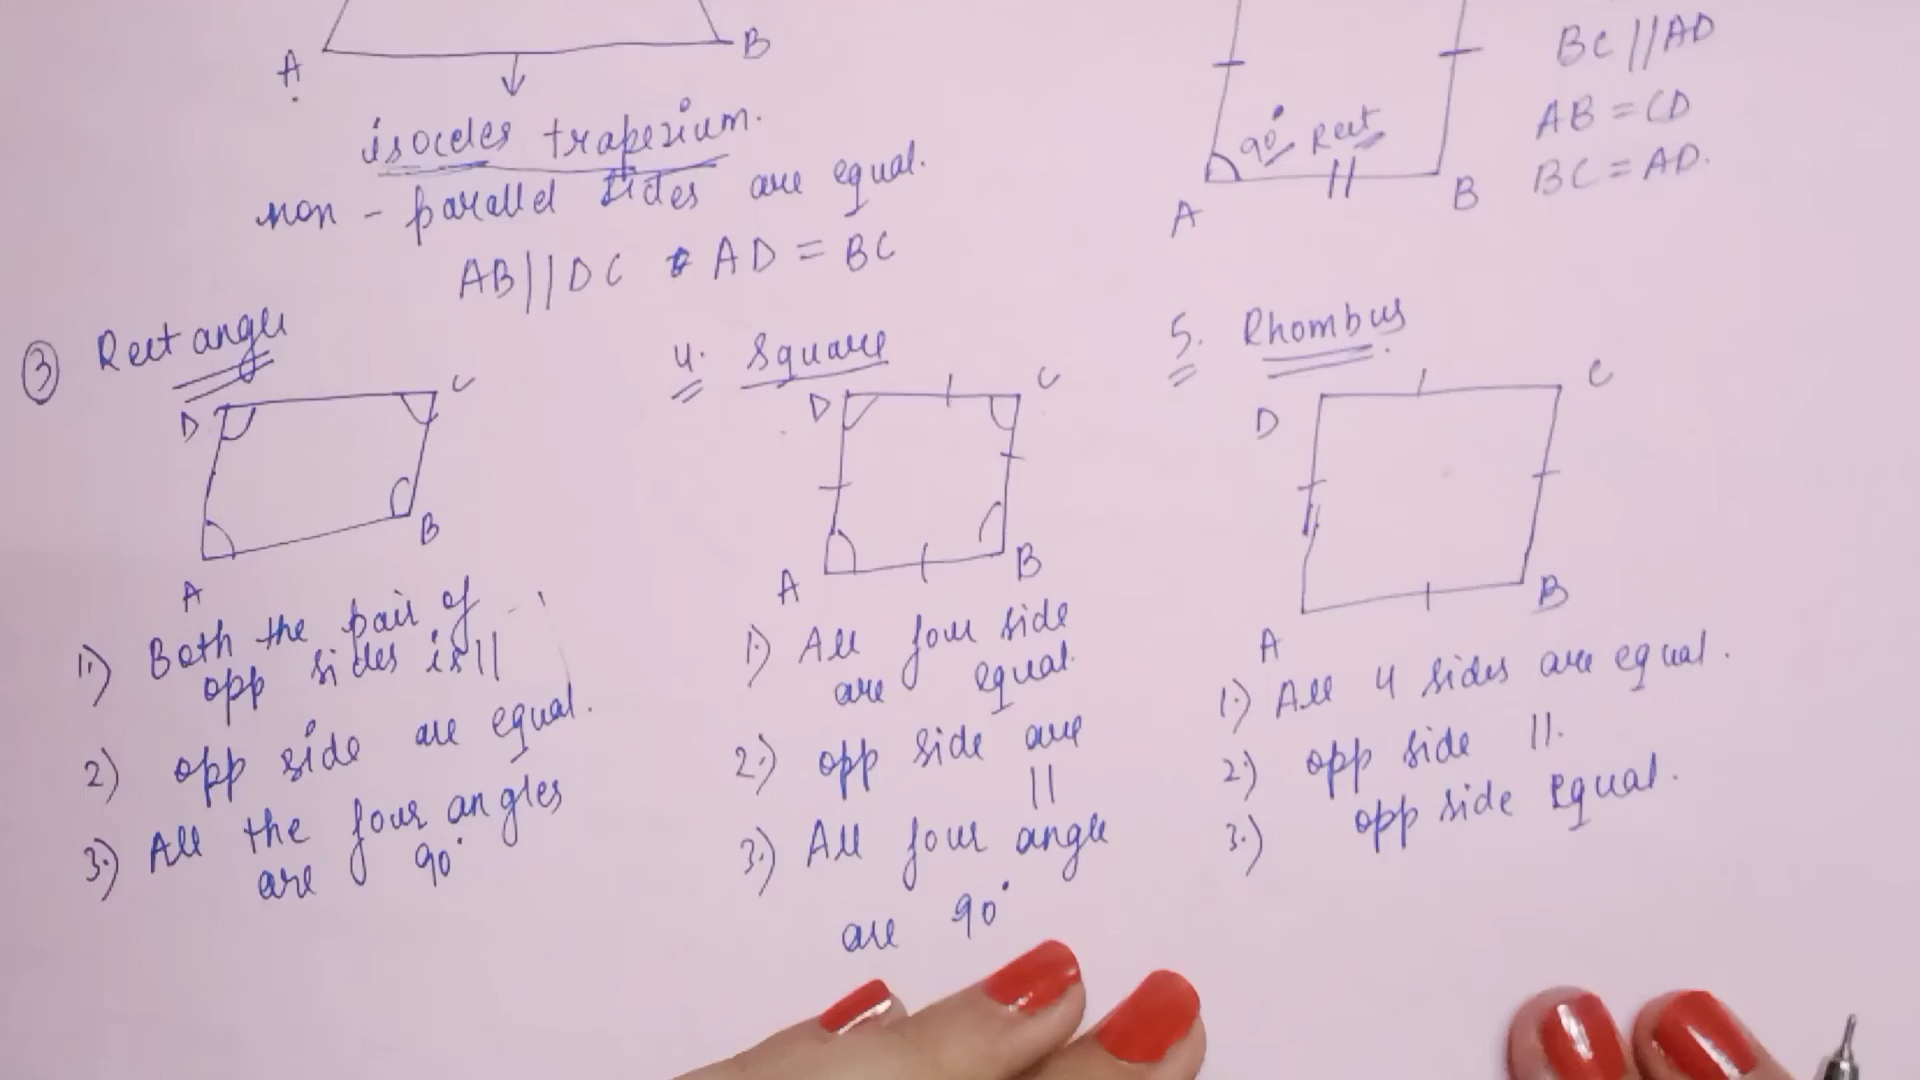 A B
isoceles trapezium.
non - parallel sides are equal.
AB||DC AD = BC
90° Rect
A B
BC||AD
AB = CD
BC = AD.
3 Rectangle
D C
A B
1.) Both the pair of
opp sides is ||
2) opp side are equal.
3.) All the four angles
are 90°
4. Square
D C
A B
1.) All four side
are equal.
2.) opp side are
||
3.) All four angle
are 90°
5. Rhombus
D C
A B
1.) All 4 sides are equal.
2.) opp side ||.
3.) opp side equal.